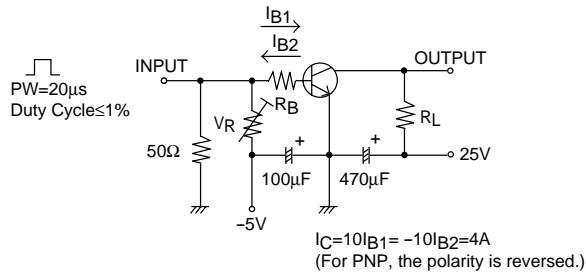 IB1
IB2
INPUT
OUTPUT
PW=20μs
Duty Cycle≤1%
RB
VR
RL
50Ω
+
+
25V
100μF
470μF
–5V
IC=10IB1= –10IB2=4A
(For PNP, the polarity is reversed.)